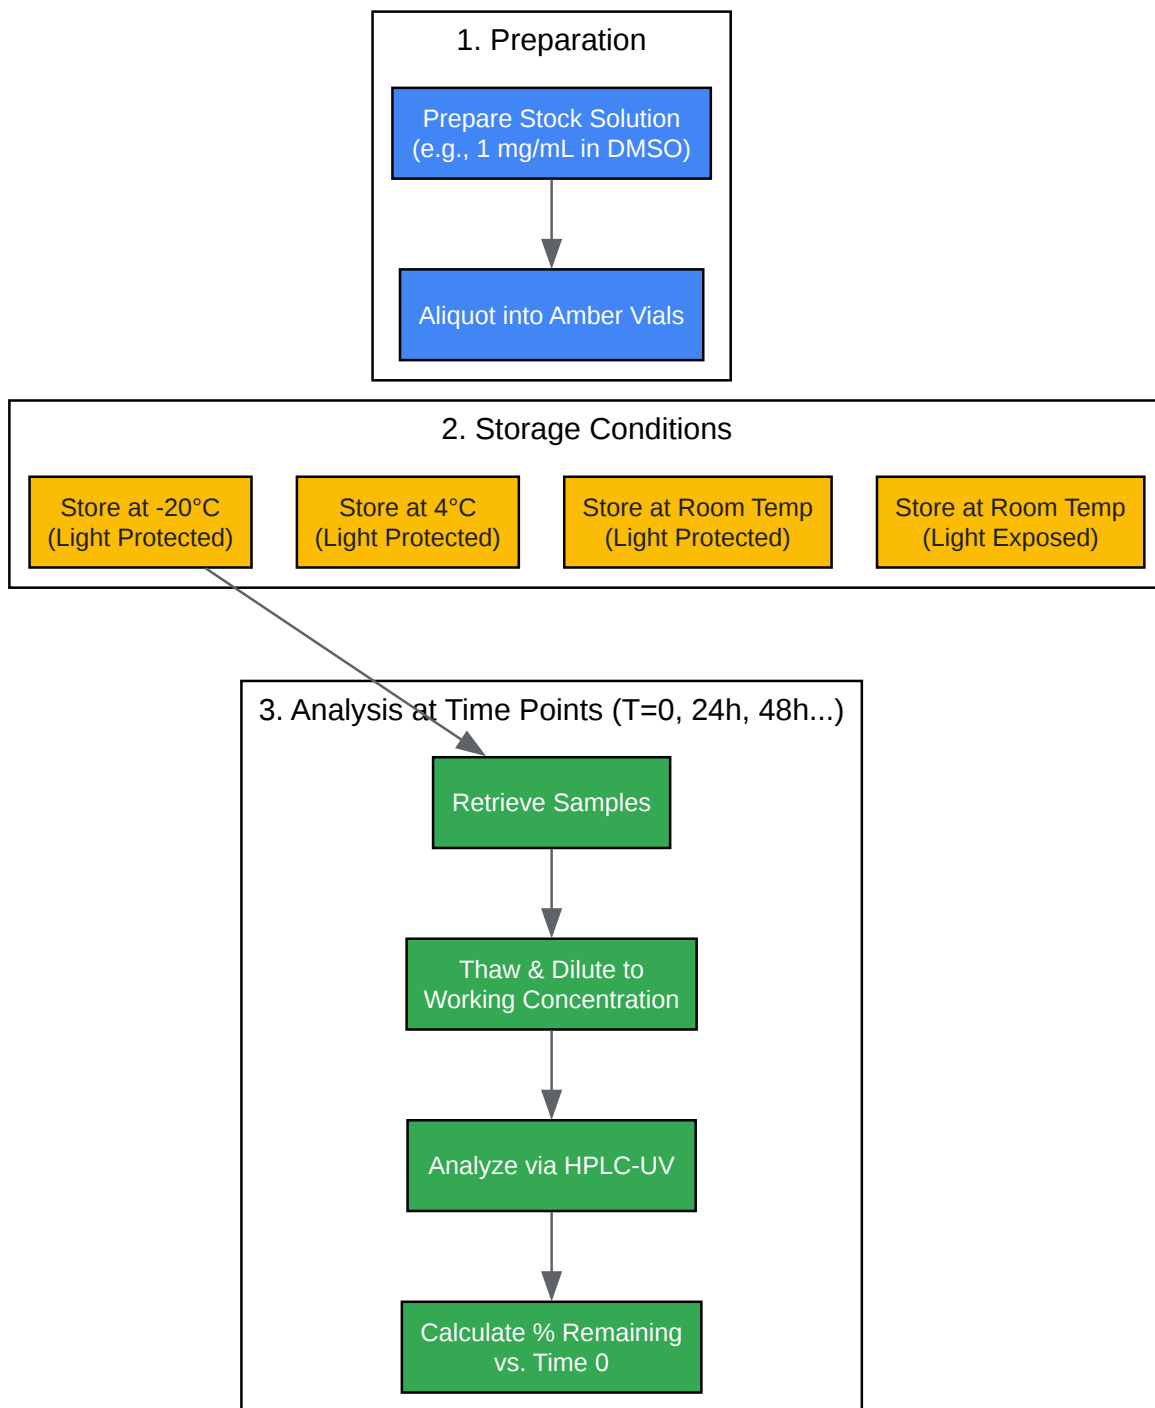 1. Preparation
Prepare Stock Solution
(e.g., 1 mg/mL in DMSO)
Aliquot into Amber Vials
2. Storage Conditions
Store at -20°C
(Light Protected)
Store at 4°C
(Light Protected)
Store at Room Temp
(Light Protected)
Store at Room Temp
(Light Exposed)
3. Analysis at Time Points (T=0, 24h, 48h...)
Retrieve Samples
Thaw & Dilute to
Working Concentration
Analyze via HPLC-UV
Calculate % Remaining
vs. Time 0